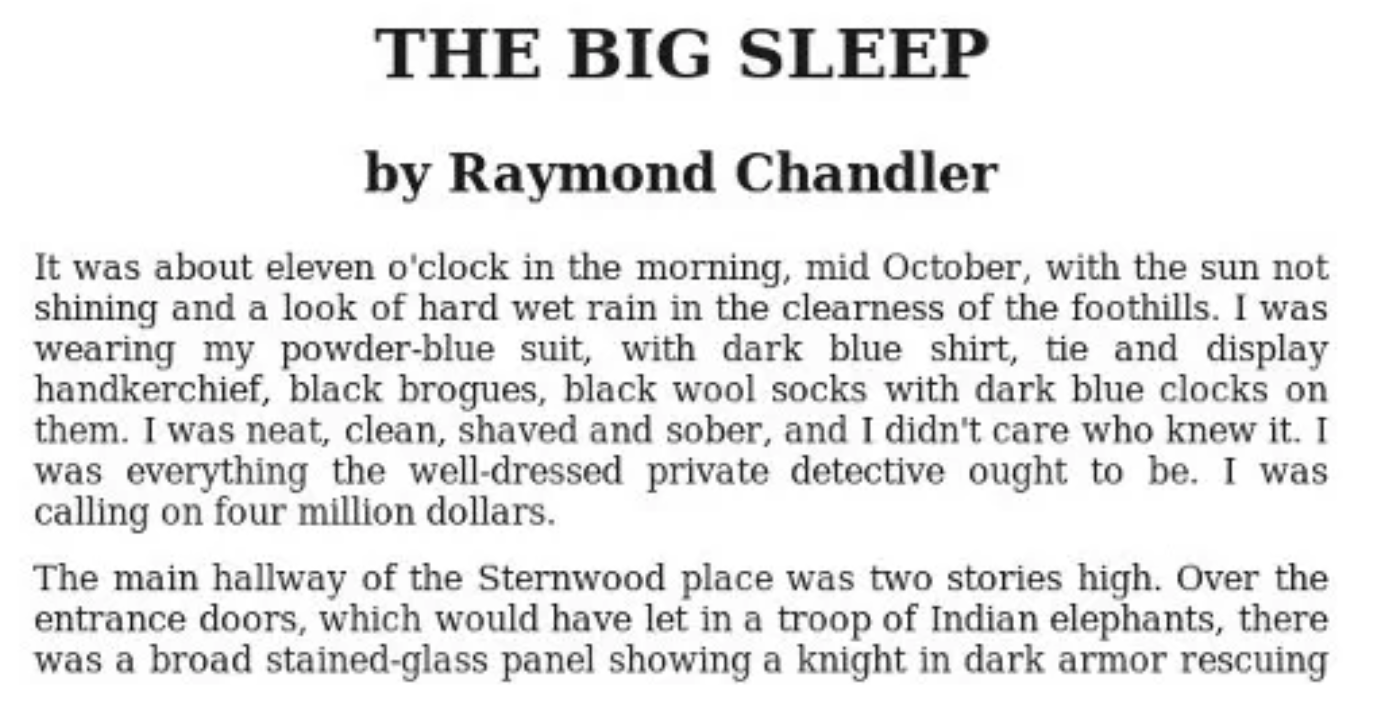 THE BIG SLEEP
by Raymond Chandler
It was about eleven o'clock in the morning, mid October, with the sun not
shining and a look of hard wet rain in the clearness of the foothills. I was
wearing my powder-blue suit, with dark blue shirt, tie and display
handkerchief, black brogues, black wool socks with dark blue clocks on
them. I was neat, clean, shaved and sober, and I didn't care who knew it. I
was everything the well-dressed private detective ought to be. I was
calling on four million dollars.
The main hallway of the Sternwood place was two stories high. Over the
entrance doors, which would have let in a troop of Indian elephants, there
was a broad stained-glass panel showing a knight in dark armor rescuing